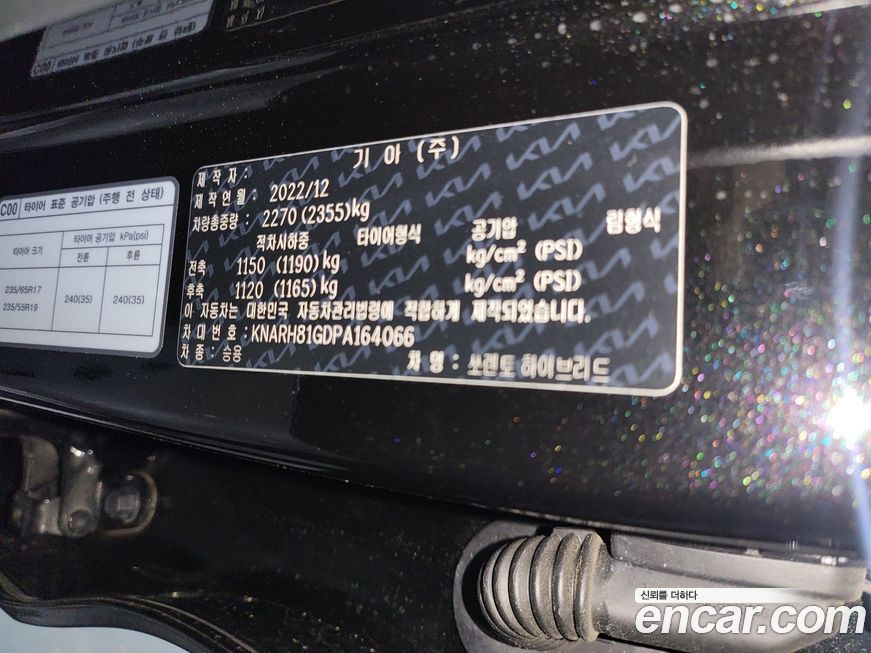 기 아 (주)
제 작 자 :
제 작 연 월 : 2022/12
차량총중량 : 2270 (2355)kg
적차시하중 타이어형식 공기압 림형식
kg/cm² (PSI)
전축 1150 (1190) kg
kg/cm² (PSI)
후축 1120 (1165) kg
이 자동차는 대한민국 자동차관리법령에 적합하게 제작되었습니다.
차 대 번 호 : KNARH81GDPA164066
차 종 : 승용 차 명 : 쏘렌토 하이브리드
C00 타이어 표준 공기압 (주행 전 상태)
타이어 크기 타이어 공기압 kPa(psi)
전륜 후륜
235/65R17
235/55R19
240(35) 240(35)
C00
신뢰를 더하다
encar.com